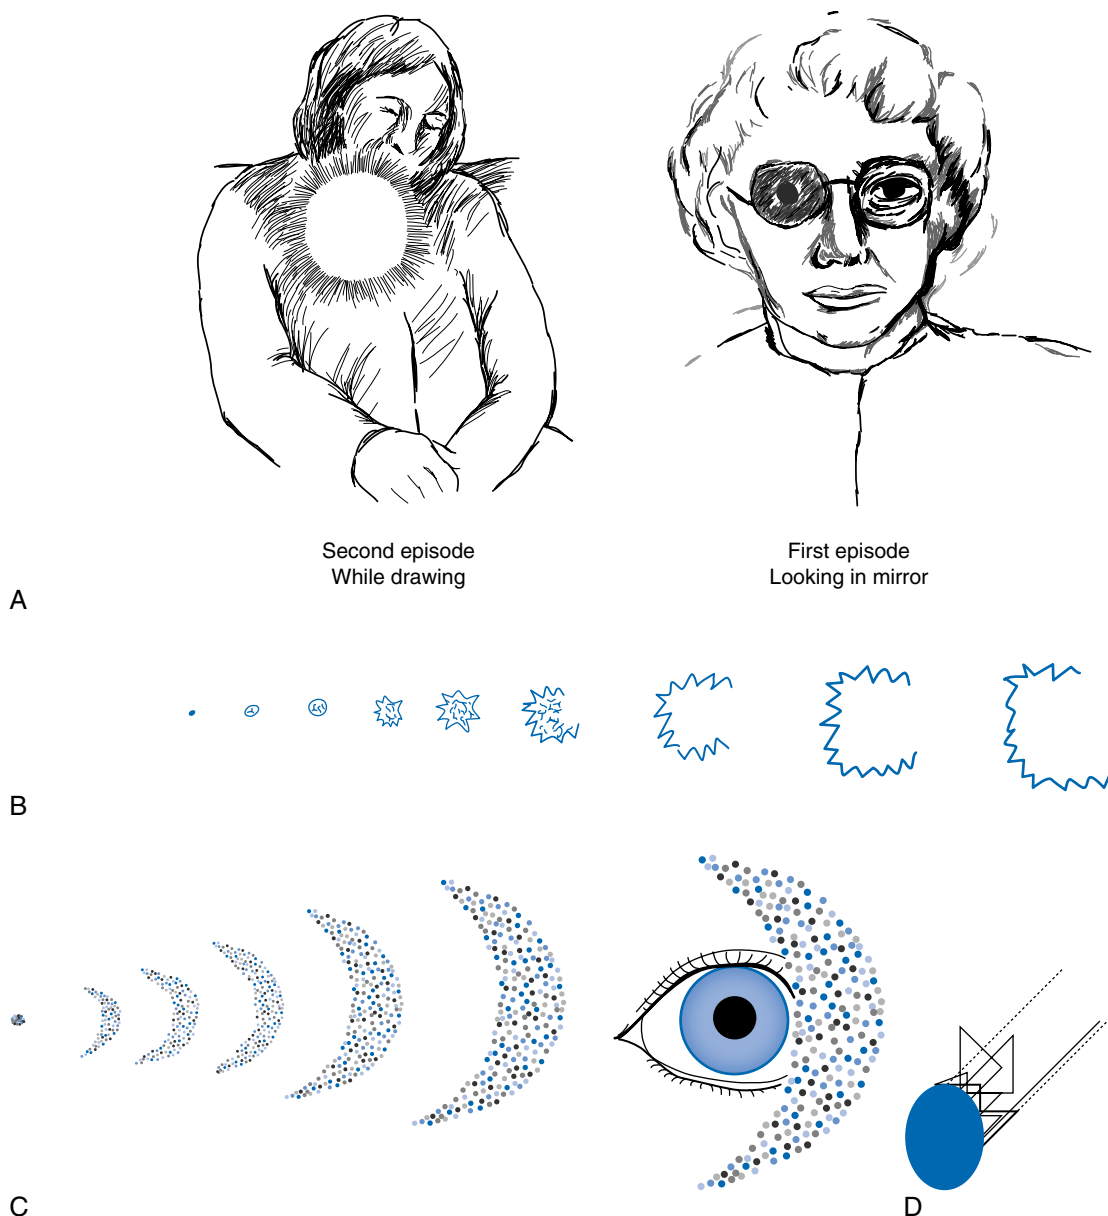 Second episode
While drawing
First episode
Looking in mirror
A
B
C
D